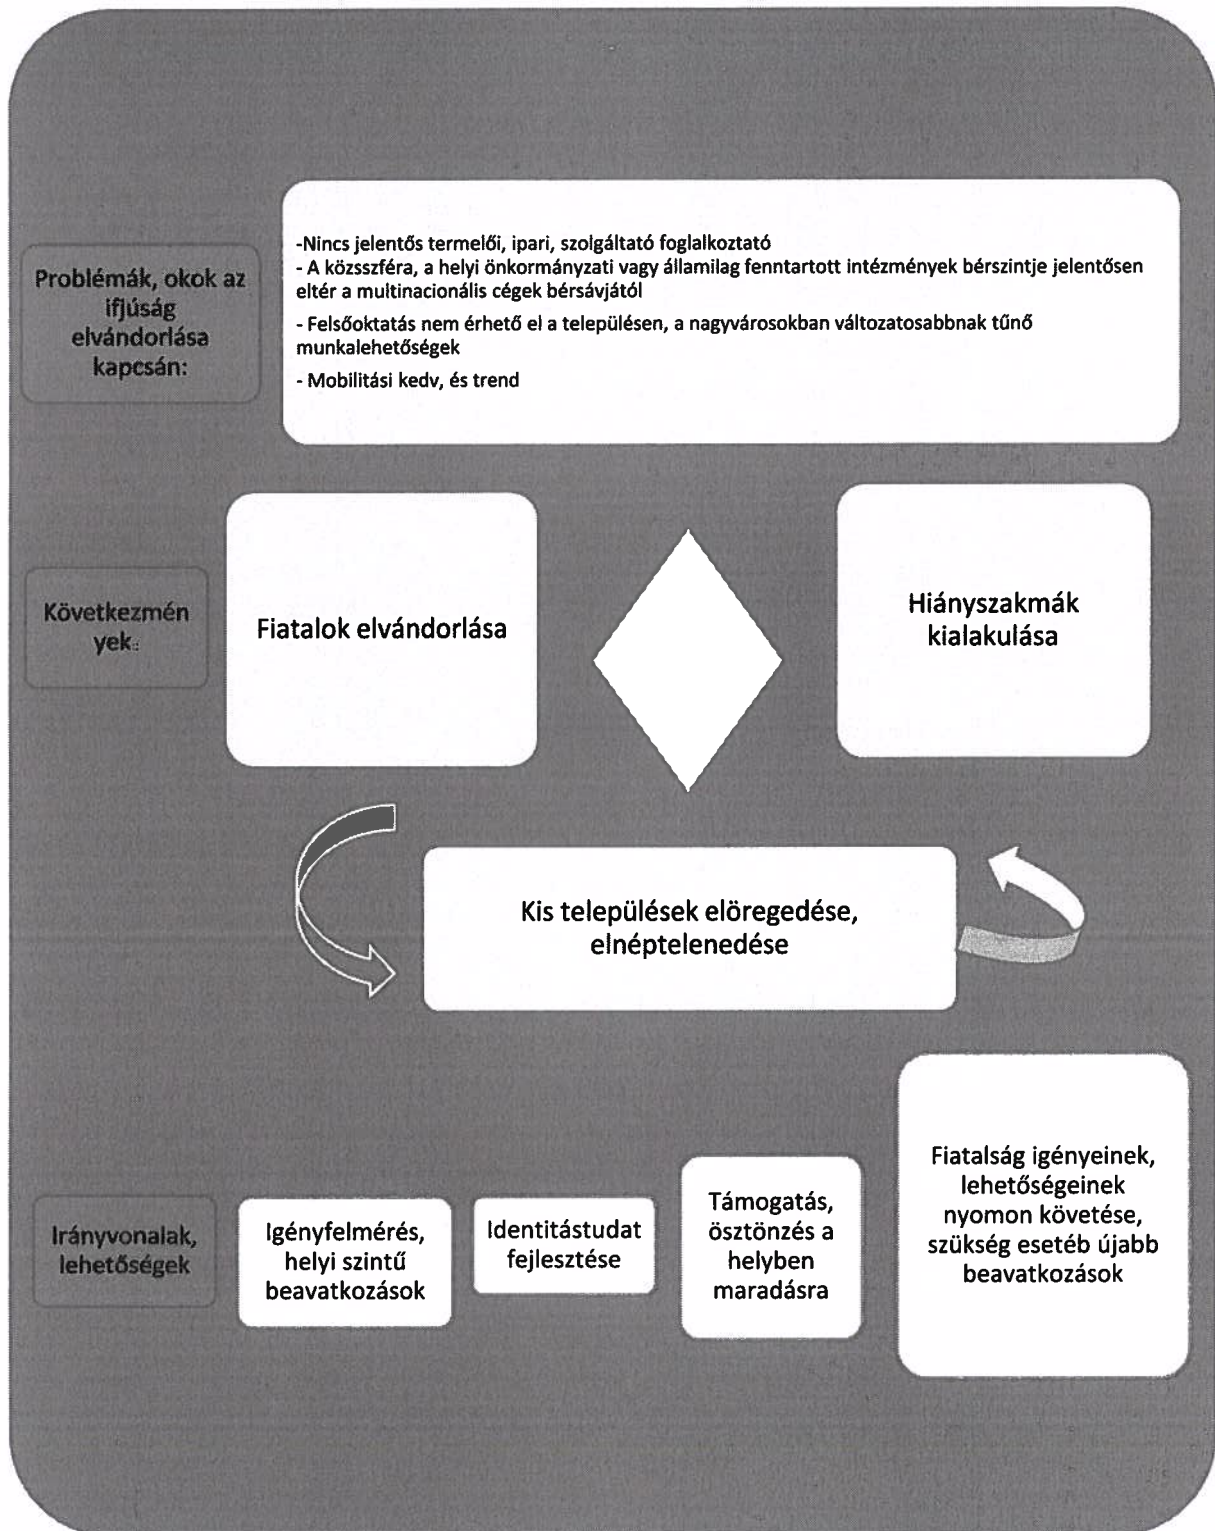 Problémák, okok az
ifjúság
elvándorlása
kapcsán:
-Nincs jelentős termelői, ipari, szolgáltató foglalkoztató
- A közsszféra, a helyi önkormányzati vagy államilag fenntartott intézmények bérszintje jelentősen
eltér a multinacionális cégek bérsávjától
- Felsőoktatás nem érhető el a településen, a nagyvárosokban változatosabbnak tűnő
munkalehetőségek
- Mobilitási kedv, és trend
Következmén
yek:
Fiatalok elvándorlása
Hiányszakmák
kialakulása
Kis települések elöregedése,
elnéptelenedése
Irányvonalak,
lehetőségek
Igényfelmérés,
helyi szintű
beavatkozások
Identitástudat
fejlesztése
Támogatás,
ösztönzés a
helyben
maradásra
Fiatalság igényeinek,
lehetőségeinek
nyomon követése,
szükség esetéb újabb
beavatkozások